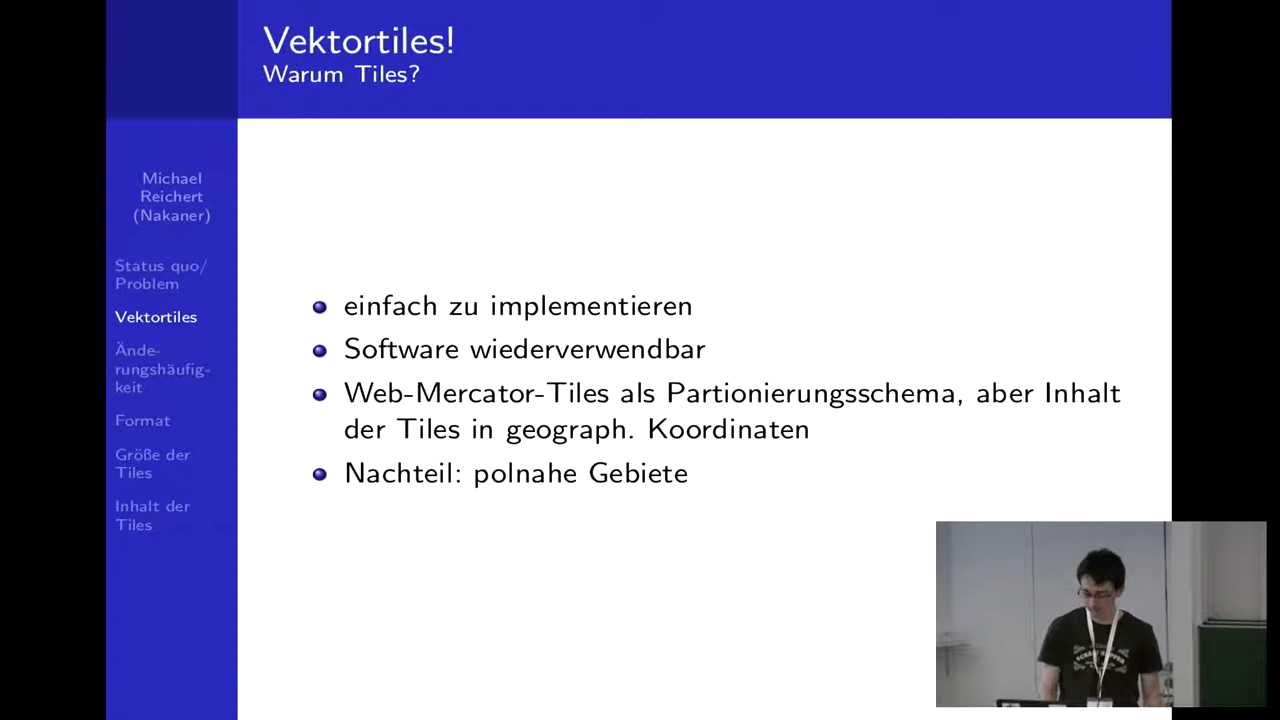 Vektortiles!
Warum Tiles?
Michael
Reichert
(Nakaner)
Status quo/
Problem
Vektortiles
Ände-
rungshäufig-
keit
Format
Größe der
Tiles
Inhalt der
Tiles
einfach zu implementieren
Software wiederverwendbar
Web-Mercator-Tiles als Partionierungsschema, aber Inhalt
der Tiles in geograph. Koordinaten
Nachteil: polnahe Gebiete